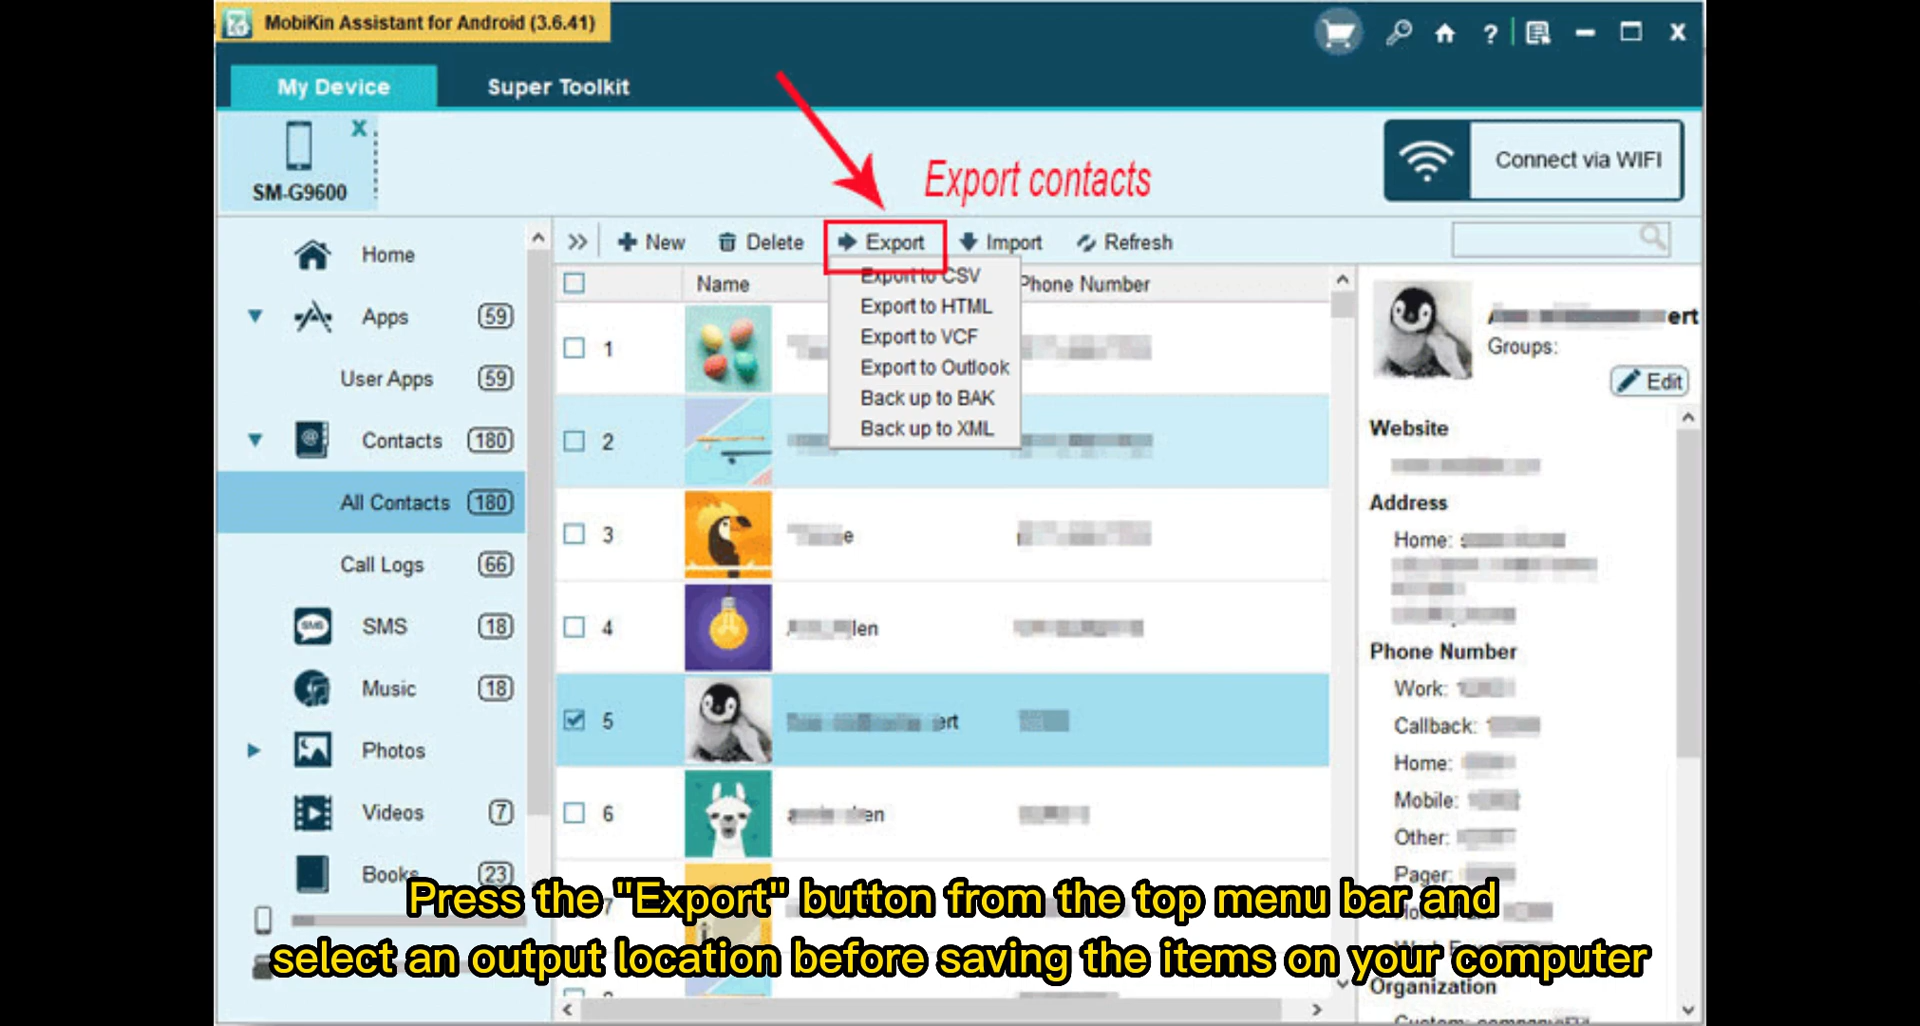 MobiKin Assistant for Android (3.6.41)
?
My Device
Super Toolkit
X
SM-G9600
Export contacts
Connect via WIFI
New
Delete
Export
Import
Refresh
Home
Apps 59
User Apps 59
Contacts 180
All Contacts 180
Call Logs 66
SMS 18
Music 18
Photos
Videos 7
Books 23
Name
Phone Number
Export to CSV
Export to HTML
Export to VCF
Export to Outlook
Back up to BAK
Back up to XML
1
2
3
4
5
6
7
ert
Groups:
Edit
Website
Address
Home:
Phone Number
Work:
Callback:
Home:
Mobile:
Other:
Pager:
Organization
Press the "Export" button from the top menu bar and
select an output location before saving the items on your computer